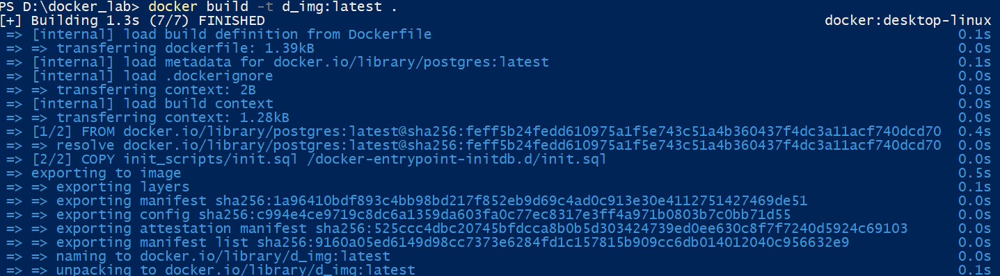 PS D:\docker_lab> docker build -t d_img:latest .
[+] Building 1.3s (7/7) FINISHED docker:desktop-linux
=> [internal] load build definition from Dockerfile 0.1s
=> => transferring dockerfile: 1.39kB 0.0s
=> [internal] load metadata for docker.io/library/postgres:latest 0.1s
=> [internal] load .dockerignore 0.0s
=> => transferring context: 2B 0.0s
=> [internal] load build context 0.0s
=> => transferring context: 1.28kB 0.0s
=> [1/2] FROM docker.io/library/postgres:latest@sha256:feff5b24fedd610975a1f5e743c51a4b360437f4dc3a11acf740dcd70 0.4s
=> => resolve docker.io/library/postgres:latest@sha256:feff5b24fedd610975a1f5e743c51a4b360437f4dc3a11acf740dcd70 0.0s
=> [2/2] COPY init_scripts/init.sql /docker-entrypoint-initdb.d/init.sql 0.0s
=> exporting to image 0.5s
=> => exporting layers 0.1s
=> => exporting manifest sha256:1a96410bdf893c4bb98bd217f852eb9d69c4ad0c913e30e4112751427469de51 0.0s
=> => exporting config sha256:c994e4ce9719c8dc6a1359da603fa0c77ec8317e3ff4a971b0803b7c0bb71d55 0.0s
=> => exporting attestation manifest sha256:525ccc4dbc20745bfdcca8b0b5d303424739ed0ee630c8f7f7240d5924c69103 0.0s
=> => exporting manifest list sha256:9160a05ed6149d98cc7373e6284fd1c157815b909cc6db014012040c956632e9 0.0s
=> => naming to docker.io/library/d_img:latest 0.0s
=> => unpacking to docker.io/library/d_img:latest 0.1s